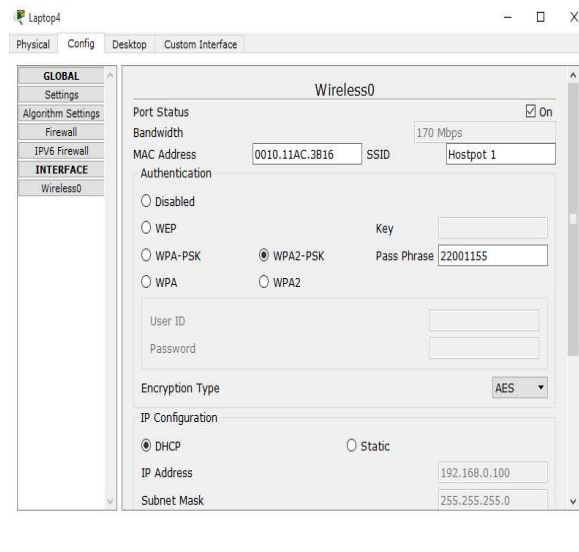 Laptop4
Physical Config Desktop Custom Interface
GLOBAL
Settings
Algorithm Settings
Firewall
IPV6 Firewall
INTERFACE
Wireless0
Wireless0
Port Status On
Bandwidth 170 Mbps
MAC Address 0010.11AC.3B16 SSID Hostpot 1
Authentication
Disabled
WEP Key
WPA-PSK WPA2-PSK Pass Phrase 22001155
WPA WPA2
User ID
Password
Encryption Type AES
IP Configuration
DHCP Static
IP Address 192.168.0.100
Subnet Mask 255.255.255.0